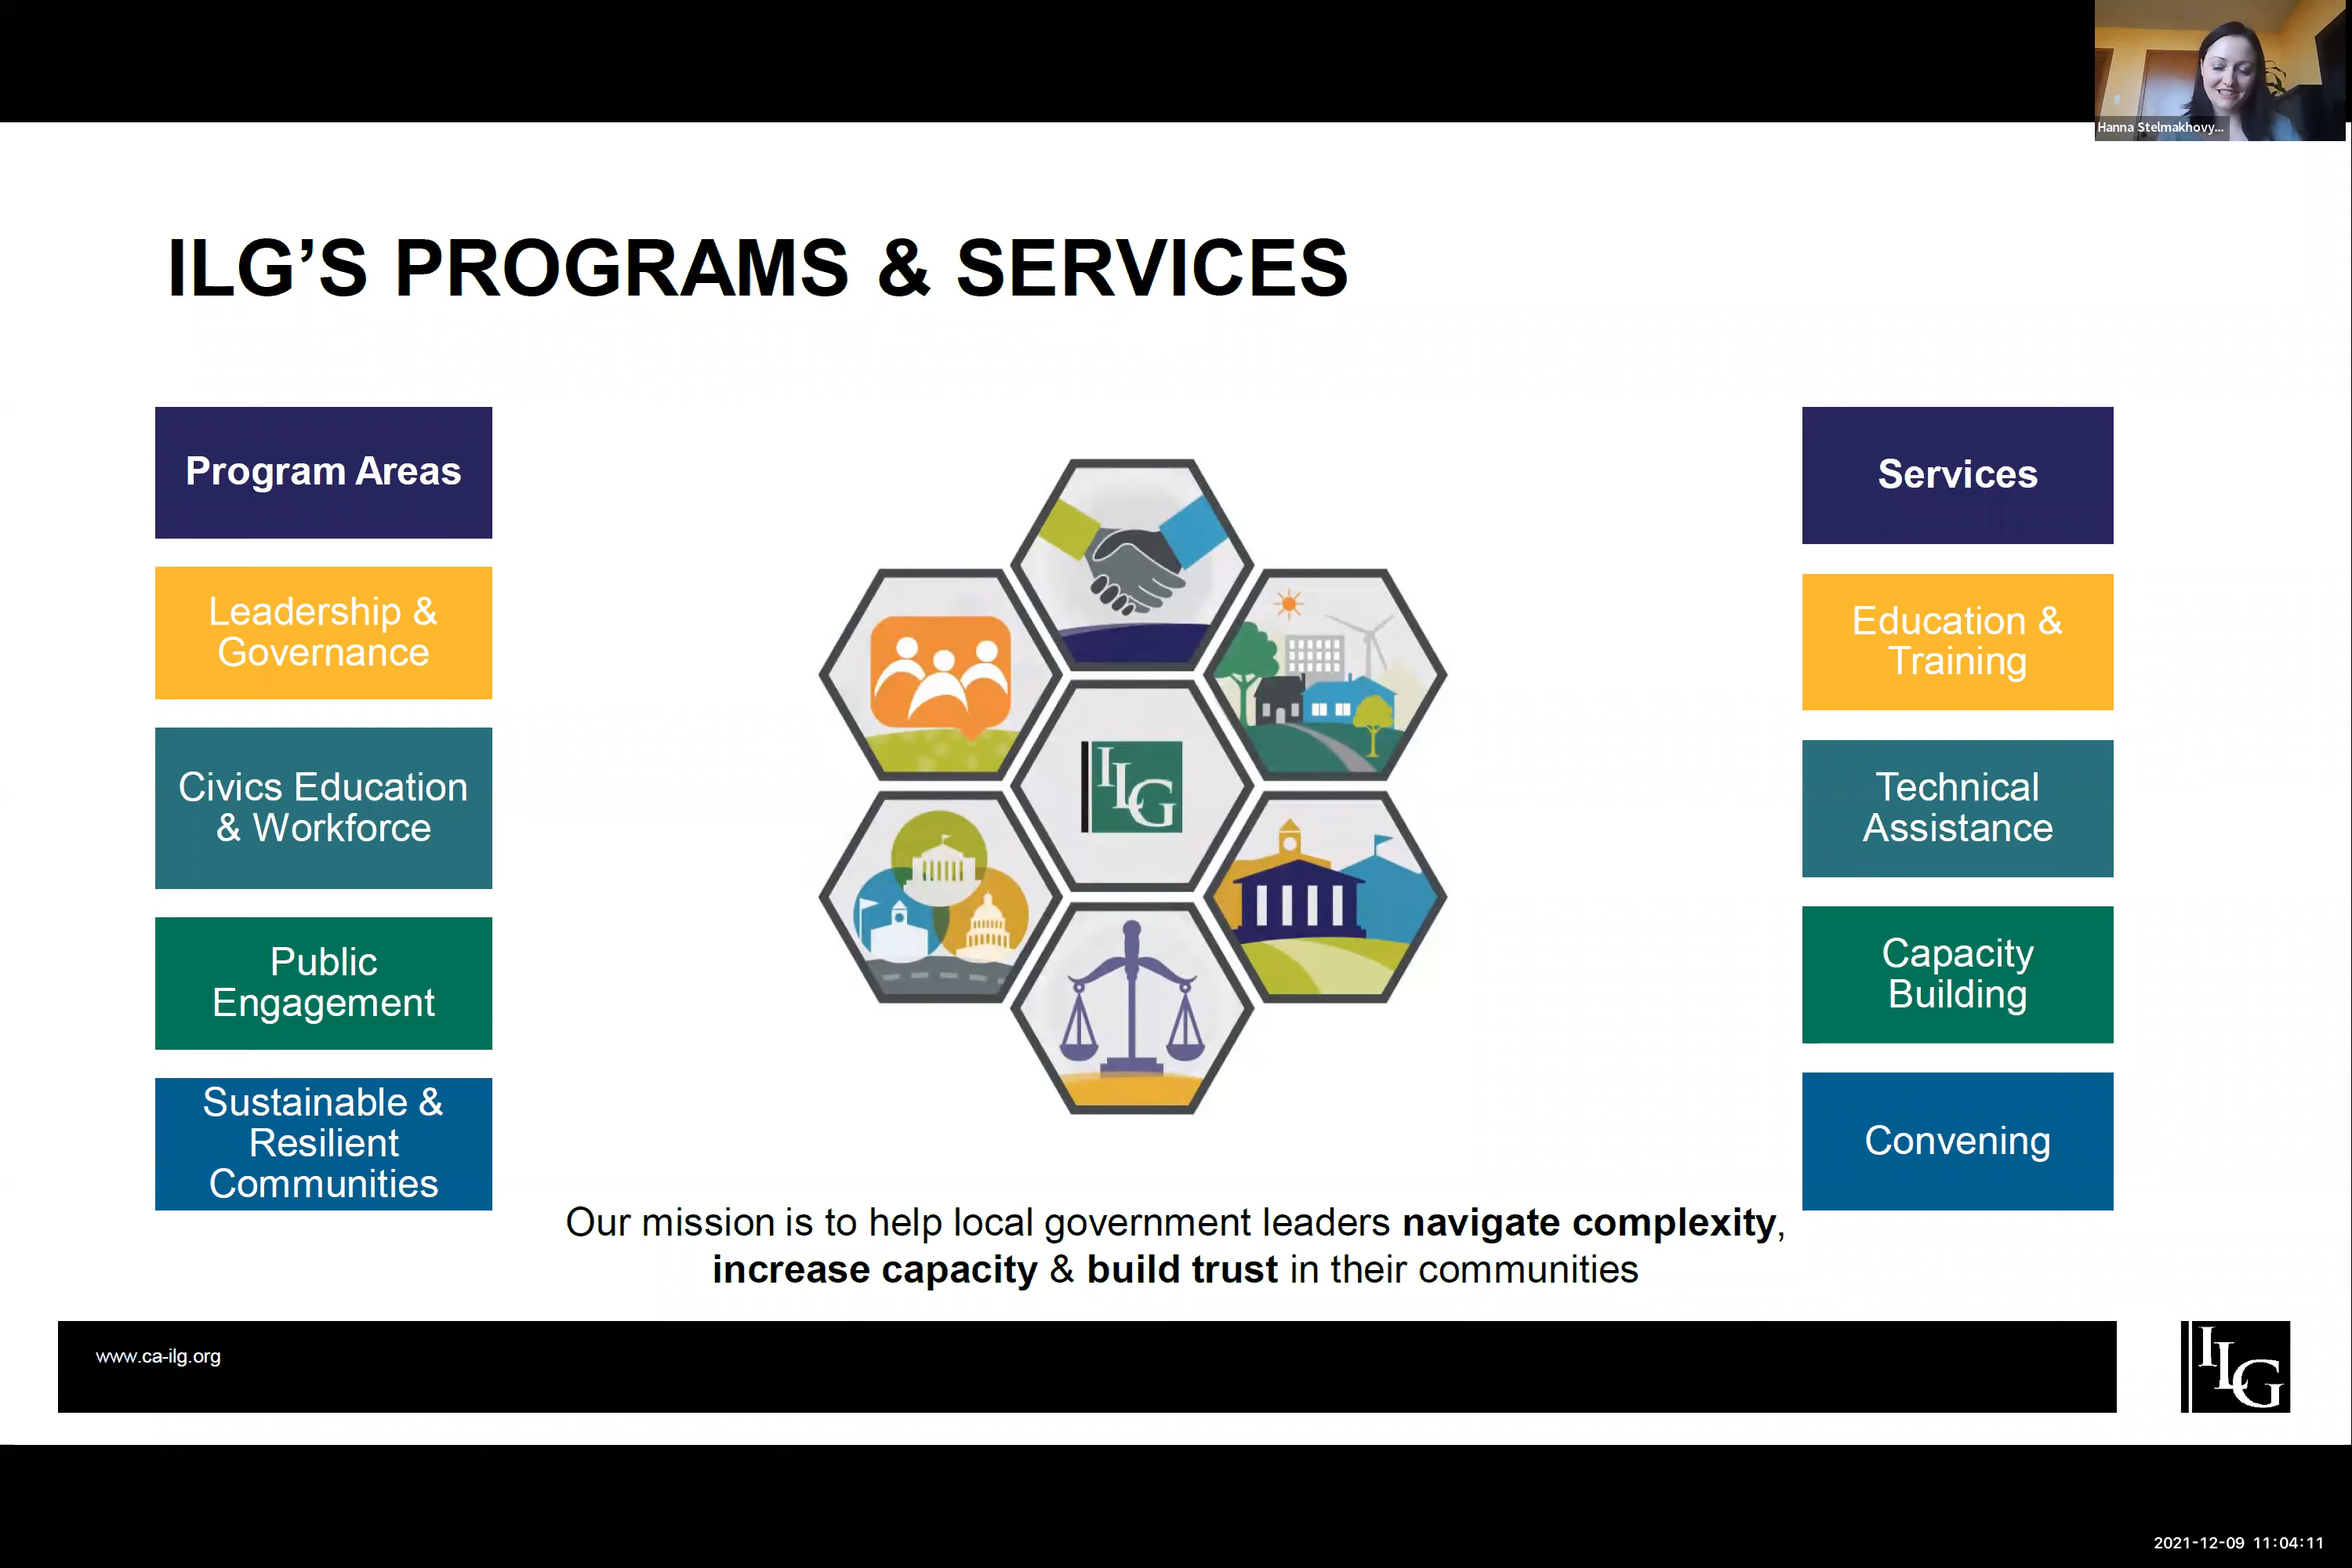 Hanna Stelmakhovy...
ILG’S PROGRAMS & SERVICES
Program Areas
Leadership &
Governance
Civics Education
& Workforce
Public
Engagement
Sustainable &
Resilient
Communities
ILG
Services
Education &
Training
Technical
Assistance
Capacity
Building
Convening
Our mission is to help local government leaders navigate complexity,
increase capacity & build trust in their communities
www.ca-ilg.org
ILG
2021-12-09 11:04:11